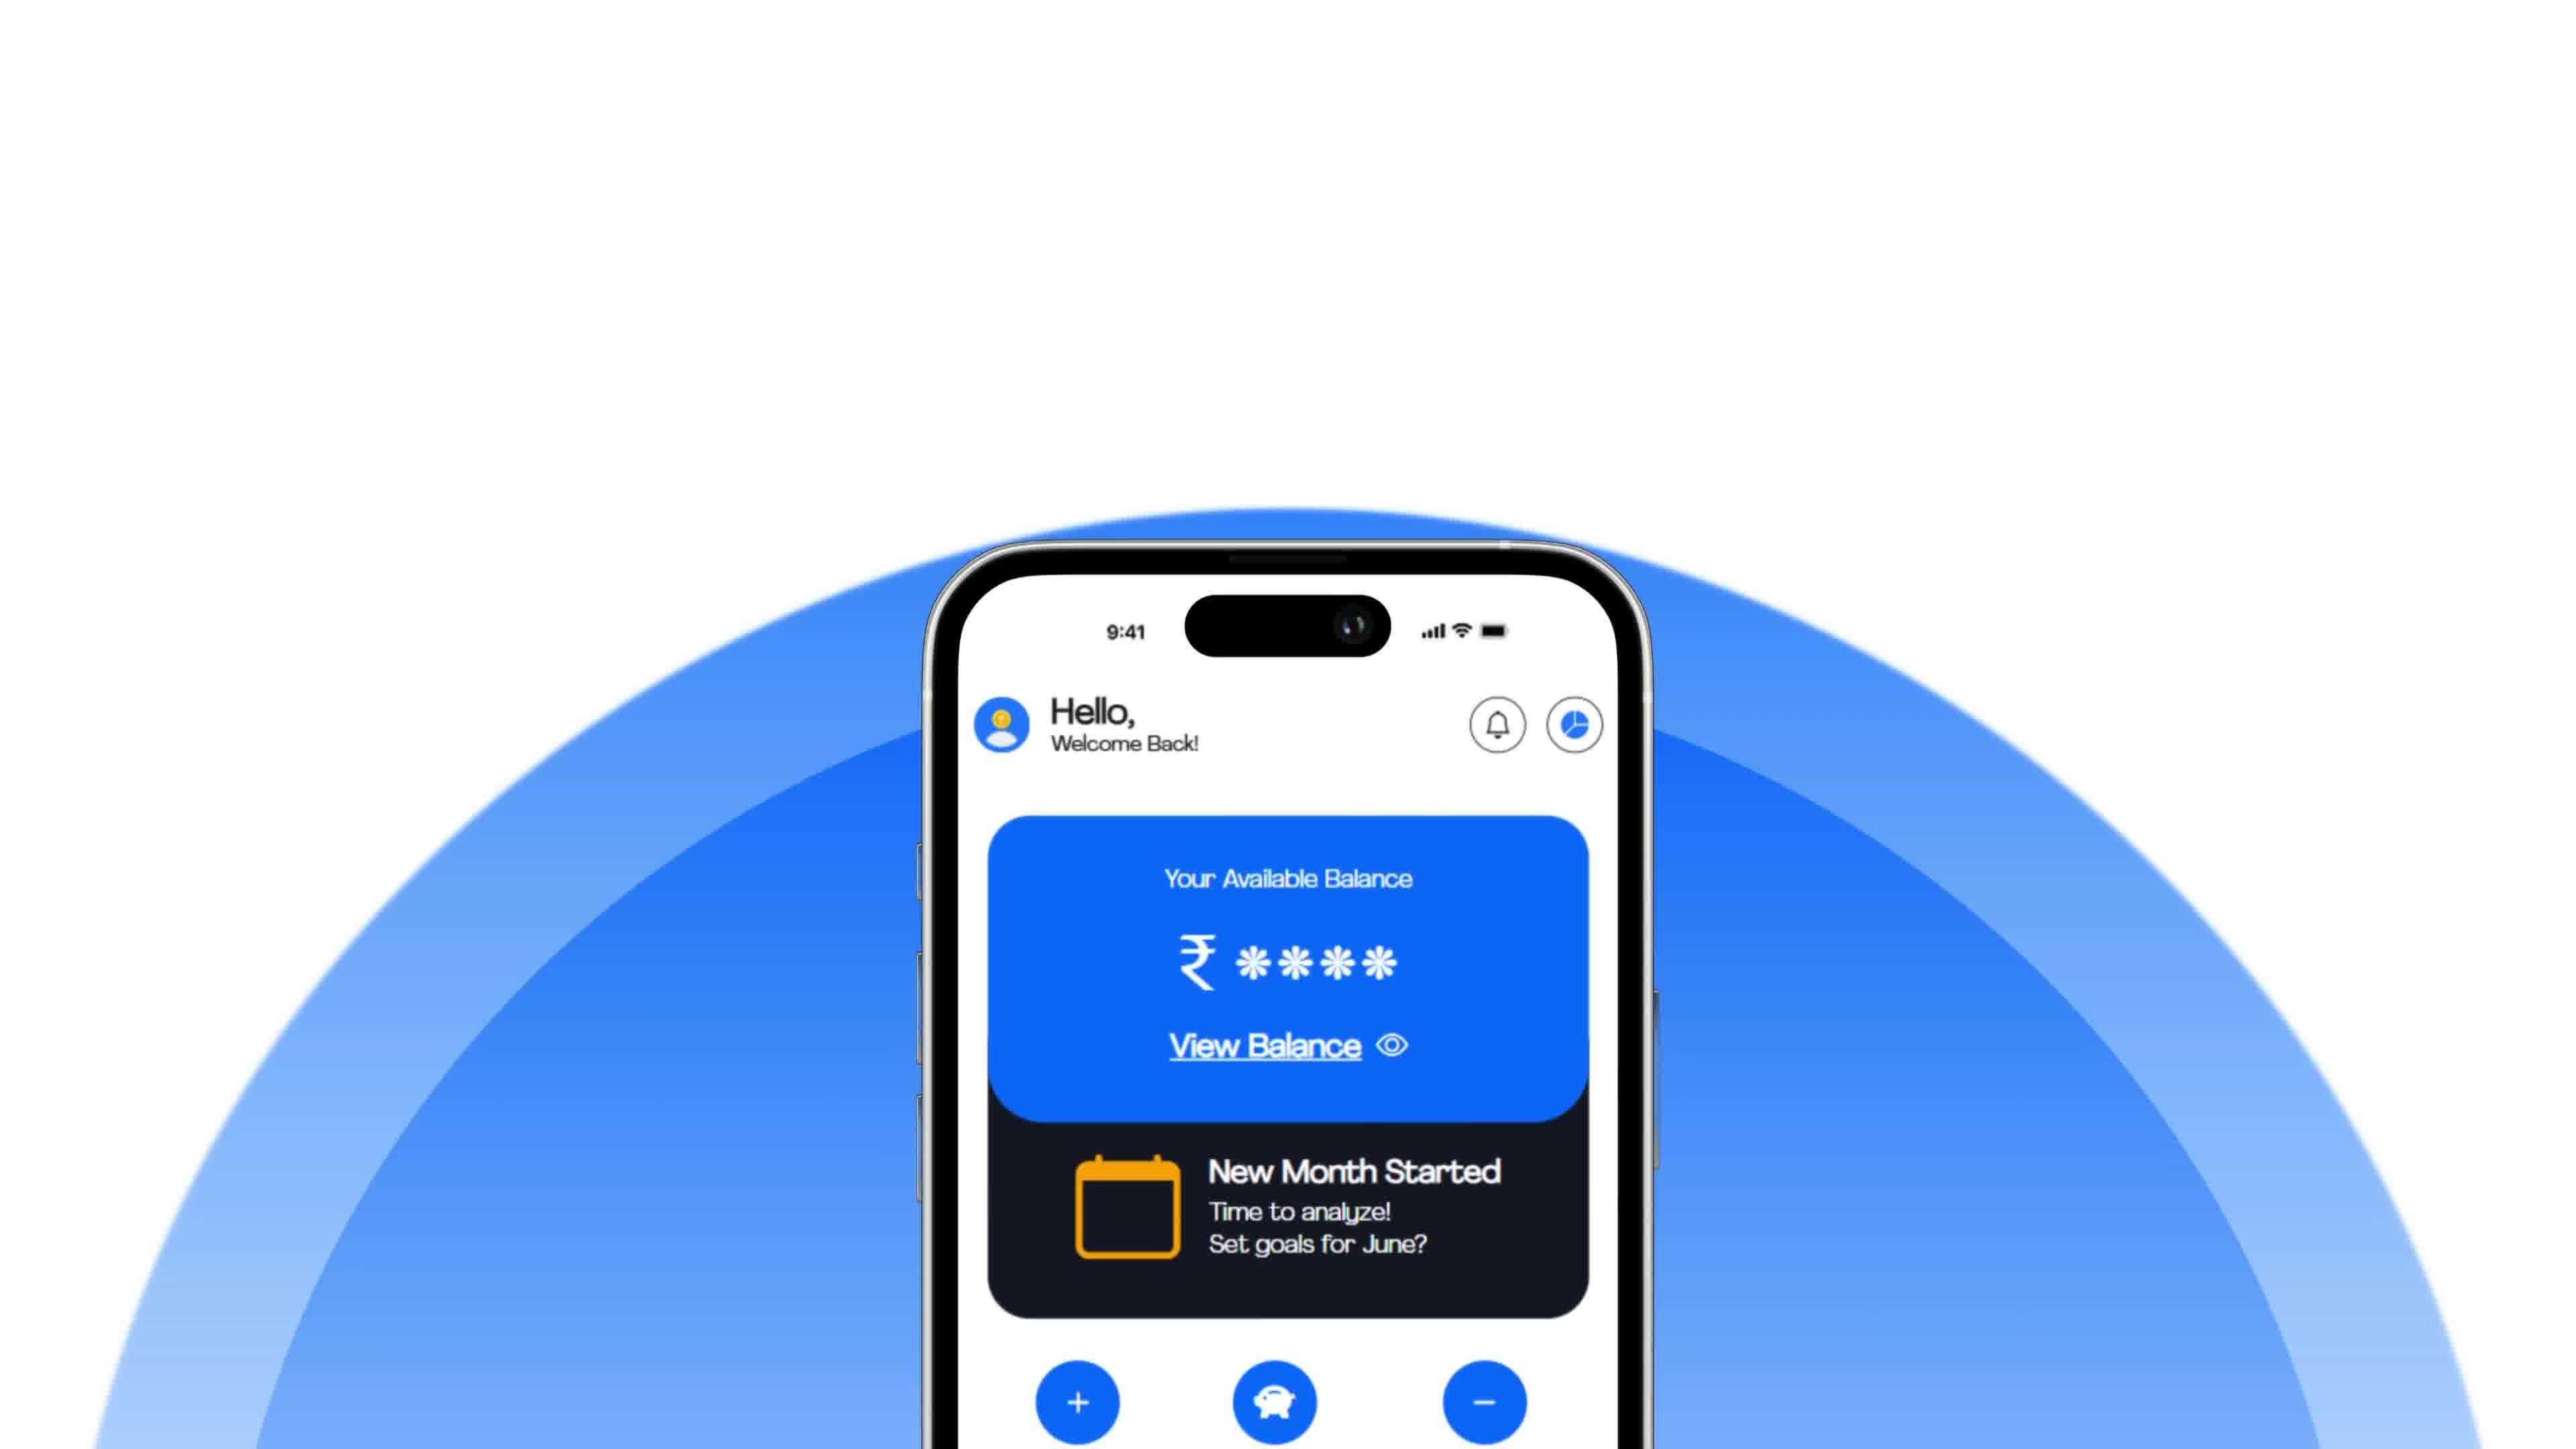 9:41
Hello,
Welcome Back!
Your Available Balance
₹ ****
View Balance
New Month Started
Time to analyze!
Set goals for June?